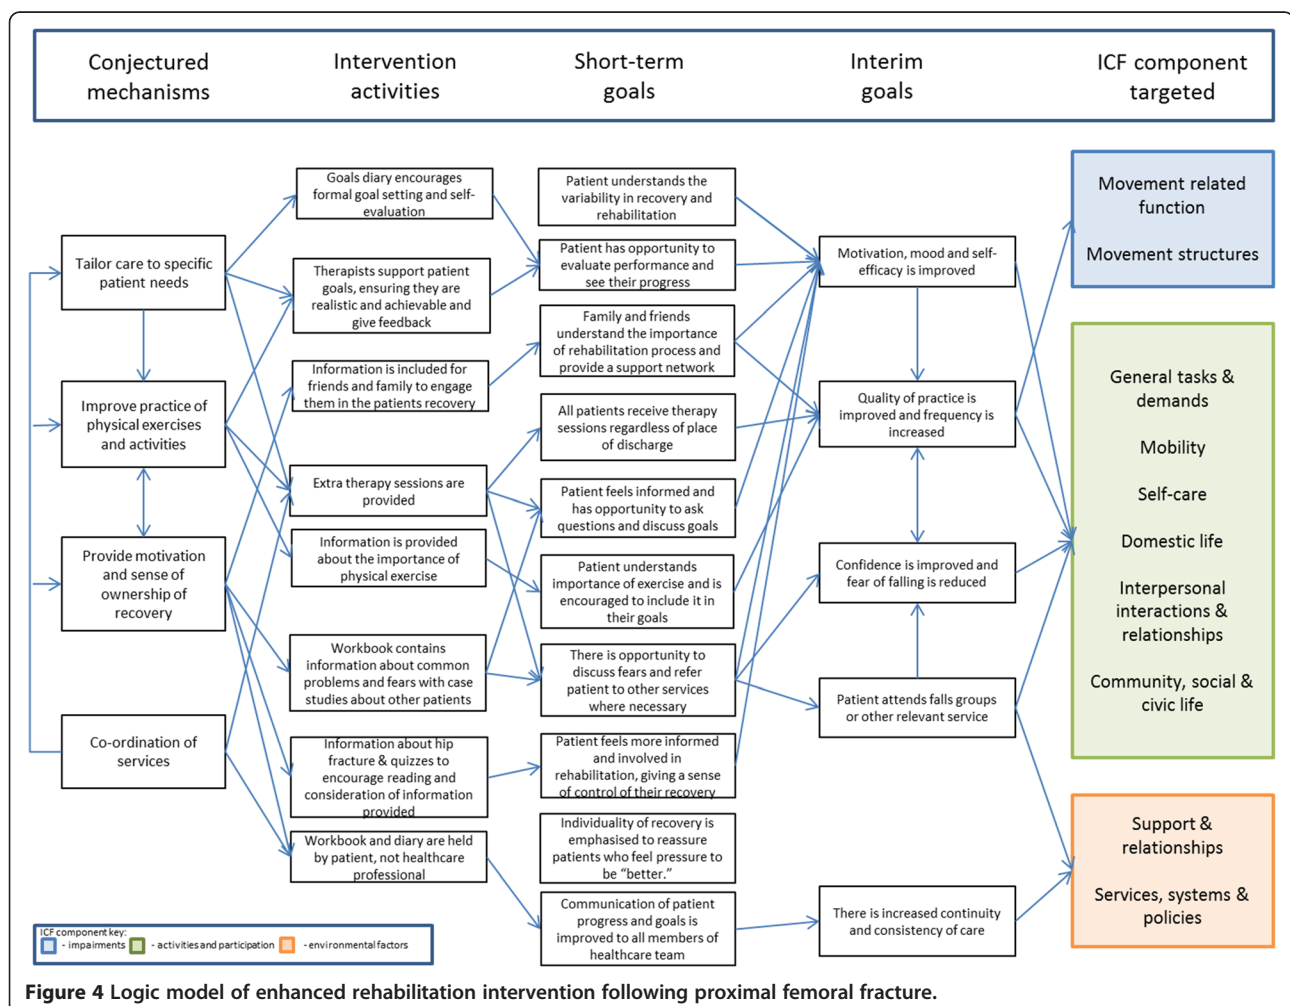 Conjectured
mechanisms
Intervention
activities
Short-term
goals
Interim
goals
ICF component
targeted
Tailor care to specific
patient needs
Improve practice of
physical exercises
and activities
Provide motivation
and sense of
ownership of
recovery
Co-ordination of
services
Goals diary encourages
formal goal setting and self-
evaluation
Therapists support patient
goals, ensuring they are
realistic and achievable and
give feedback
Information is included for
friends and family to engage
them in the patients recovery
Extra therapy sessions are
provided
Information is provided
about the importance of
physical exercise
Workbook contains
information about common
problems and fears with case
studies about other patients
Information about hip
fracture & quizzes to
encourage reading and
consideration of information
provided
Workbook and diary are held
by patient, not healthcare
professional
Patient understands the
variability in recovery and
rehabilitation
Patient has opportunity to
evaluate performance and
see their progress
Family and friends
understand the importance
of rehabilitation process and
provide a support network
All patients receive therapy
sessions regardless of place
of discharge
Patient feels informed and
has opportunity to ask
questions and discuss goals
Patient understands
importance of exercise and is
encouraged to include it in
their goals
There is opportunity to
discuss fears and refer
patient to other services
where necessary
Patient feels more informed
and involved in
rehabilitation, giving a sense
of control of their recovery
Individuality of recovery is
emphasised to reassure
patients who feel pressure to
be “better.”
Communication of patient
progress and goals is
improved to all members of
healthcare team
Motivation, mood and self-
efficacy is improved
Quality of practice is
improved and frequency is
increased
Confidence is improved and
fear of falling is reduced
Patient attends falls groups
or other relevant service
There is increased continuity
and consistency of care
Movement related
function
Movement structures
General tasks &
demands
Mobility
Self-care
Domestic life
Interpersonal
interactions &
relationships
Community, social &
civic life
Support &
relationships
Services, systems &
policies
ICF component key:
- impairments - activities and participation - environmental factors
Figure 4 Logic model of enhanced rehabilitation intervention following proximal femoral fracture.